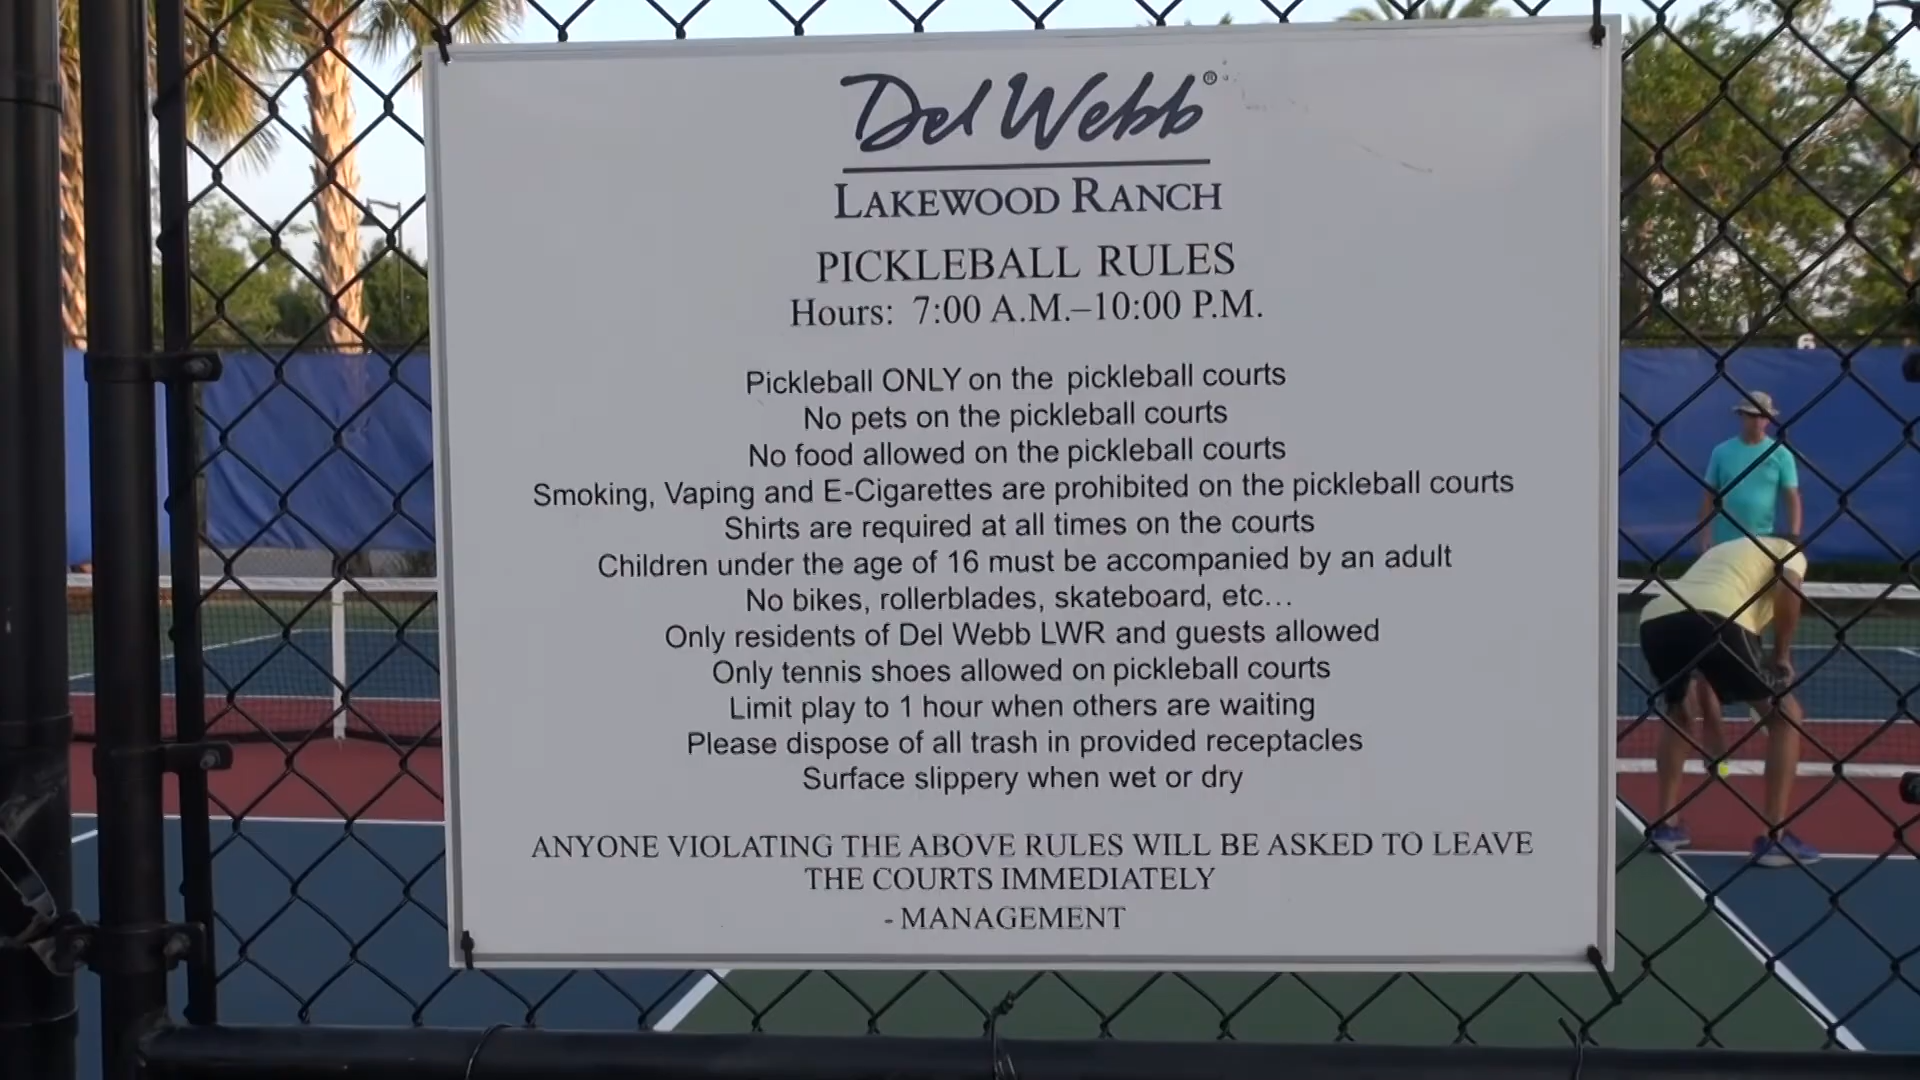 Del Webb®
LAKEWOOD RANCH
PICKLEBALL RULES
Hours: 7:00 A.M.–10:00 P.M.
Pickleball ONLY on the pickleball courts
No pets on the pickleball courts
No food allowed on the pickleball courts
Smoking, Vaping and E-Cigarettes are prohibited on the pickleball courts
Shirts are required at all times on the courts
Children under the age of 16 must be accompanied by an adult
No bikes, rollerblades, skateboard, etc...
Only residents of Del Webb LWR and guests allowed
Only tennis shoes allowed on pickleball courts
Limit play to 1 hour when others are waiting
Please dispose of all trash in provided receptacles
Surface slippery when wet or dry
ANYONE VIOLATING THE ABOVE RULES WILL BE ASKED TO LEAVE
THE COURTS IMMEDIATELY
- MANAGEMENT
6